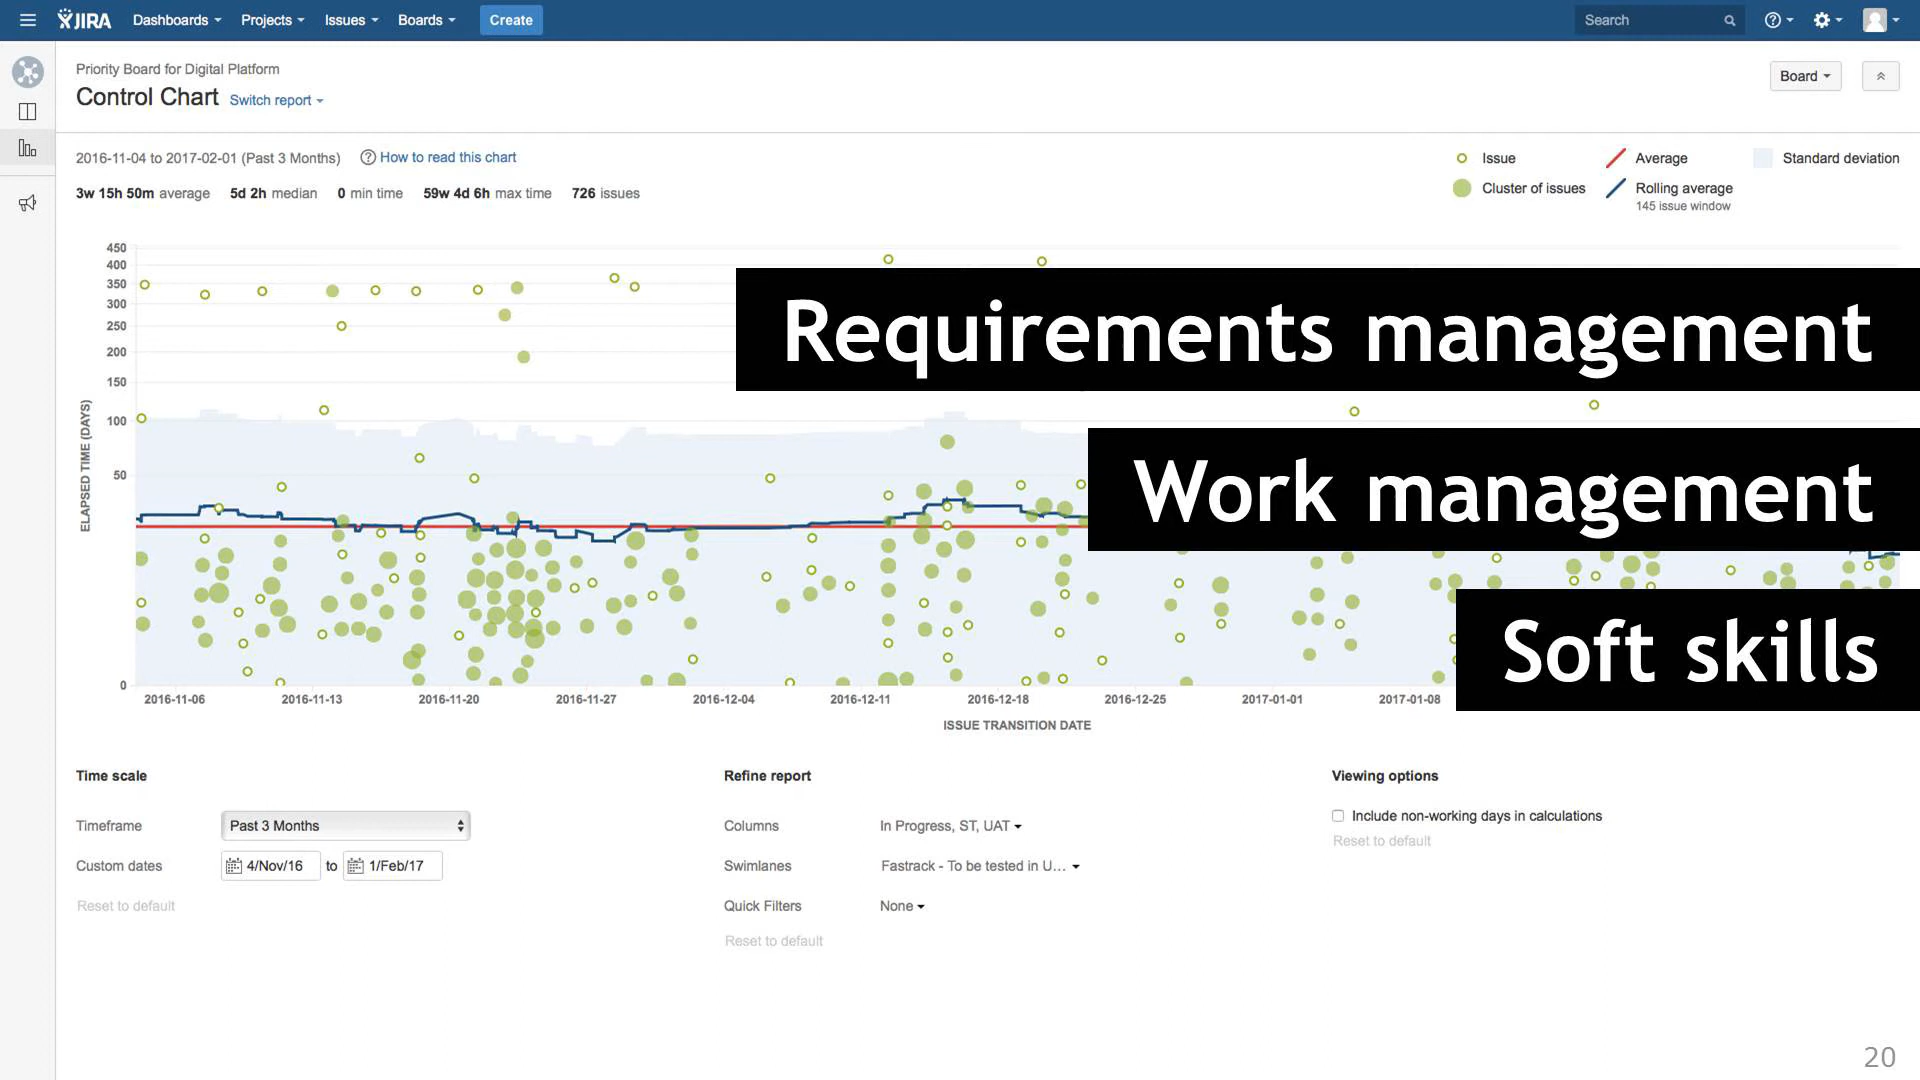 JIRA Dashboards Projects Issues Boards Create Search
Priority Board for Digital Platform
Control Chart Switch report
Board
2016-11-04 to 2017-02-01 (Past 3 Months) How to read this chart
3w 15h 50m average 5d 2h median 0 min time 59w 4d 6h max time 726 issues
Issue Average Standard deviation
Cluster of issues Rolling average
145 issue window
450
400
350
300
250
200
150
100
50
0
ELAPSED TIME (DAYS)
Requirements management
Work management
Soft skills
2016-11-06 2016-11-13 2016-11-20 2016-11-27 2016-12-04 2016-12-11 2016-12-18 2016-12-25 2017-01-01 2017-01-08
ISSUE TRANSITION DATE
Time scale
Timeframe Past 3 Months
Custom dates 4/Nov/16 to 1/Feb/17
Reset to default
Refine report
Columns In Progress, ST, UAT
Swimlanes Fastrack - To be tested in U...
Quick Filters None
Reset to default
Viewing options
Include non-working days in calculations
Reset to default
20